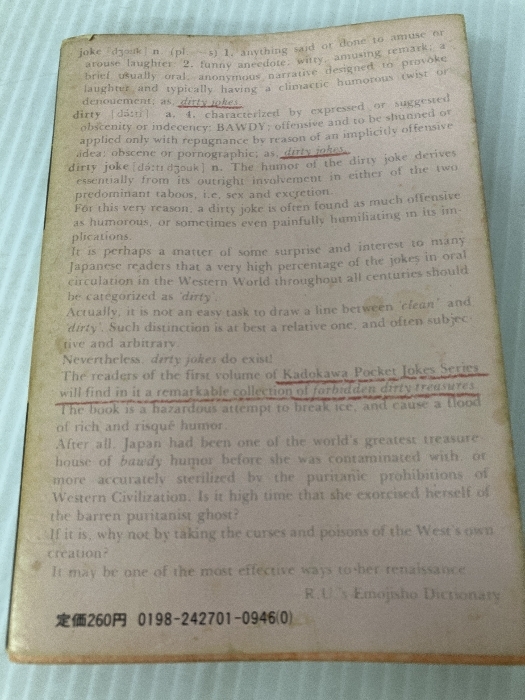 joke [dʒouk] n. (pl. —s) 1. anything said or done to amuse or
arouse laughter. 2. funny anecdote; witty, amusing remark; a
brief usually oral, anonymous narrative designed to provoke
laughter and typically having a climactic humorous twist or
denouement; as, dirty jokes.
dirty [dáːti] a. 4. characterized by expressed or suggested
obscenity or indecency; BAWDY; offensive and to be shunned or
applied only with repugnance by reason of an implicitly offensive
idea; obscene or pornographic; as, dirty jokes.
dirty joke [dáːti dʒouk] n. The humor of the dirty joke derives
essentially from its outright involvement in either of the two
predominant taboos, i.e. sex and excretion.
For this very reason, a dirty joke is often found as much offensive
as humorous, or sometimes even painfully humiliating in its im-
plications.
It is perhaps a matter of some surprise and interest to many
Japanese readers that a very high percentage of the jokes in oral
circulation in the Western World throughout all centuries should
be categorized as 'dirty'.
Actually, it is not an easy task to draw a line between 'clean' and
'dirty'. Such distinction is at best a relative one, and often subjec-
tive and arbitrary.
Nevertheless, dirty jokes do exist!
The readers of the first volume of Kadokawa Pocket Jokes Series
will find in it a remarkable collection of forbidden dirty treasures.
The book is a hazardous attempt to break ice, and cause a flood
of rich and risqué humor.
After all, Japan had been one of the world's greatest treasure-
house of bawdy humor before she was contaminated with, or
more accurately sterilized by the puritanic prohibitions of
Western Civilization. Is it high time that she exorcised herself of
the barren puritanist ghost?
If it is, why not by taking the curses and poisons of the West's own
creation?
It may be one of the most effective ways to her renaissance.
R.U.'s Emojisho Dictionary
定価260円 0198-242701-0946(0)